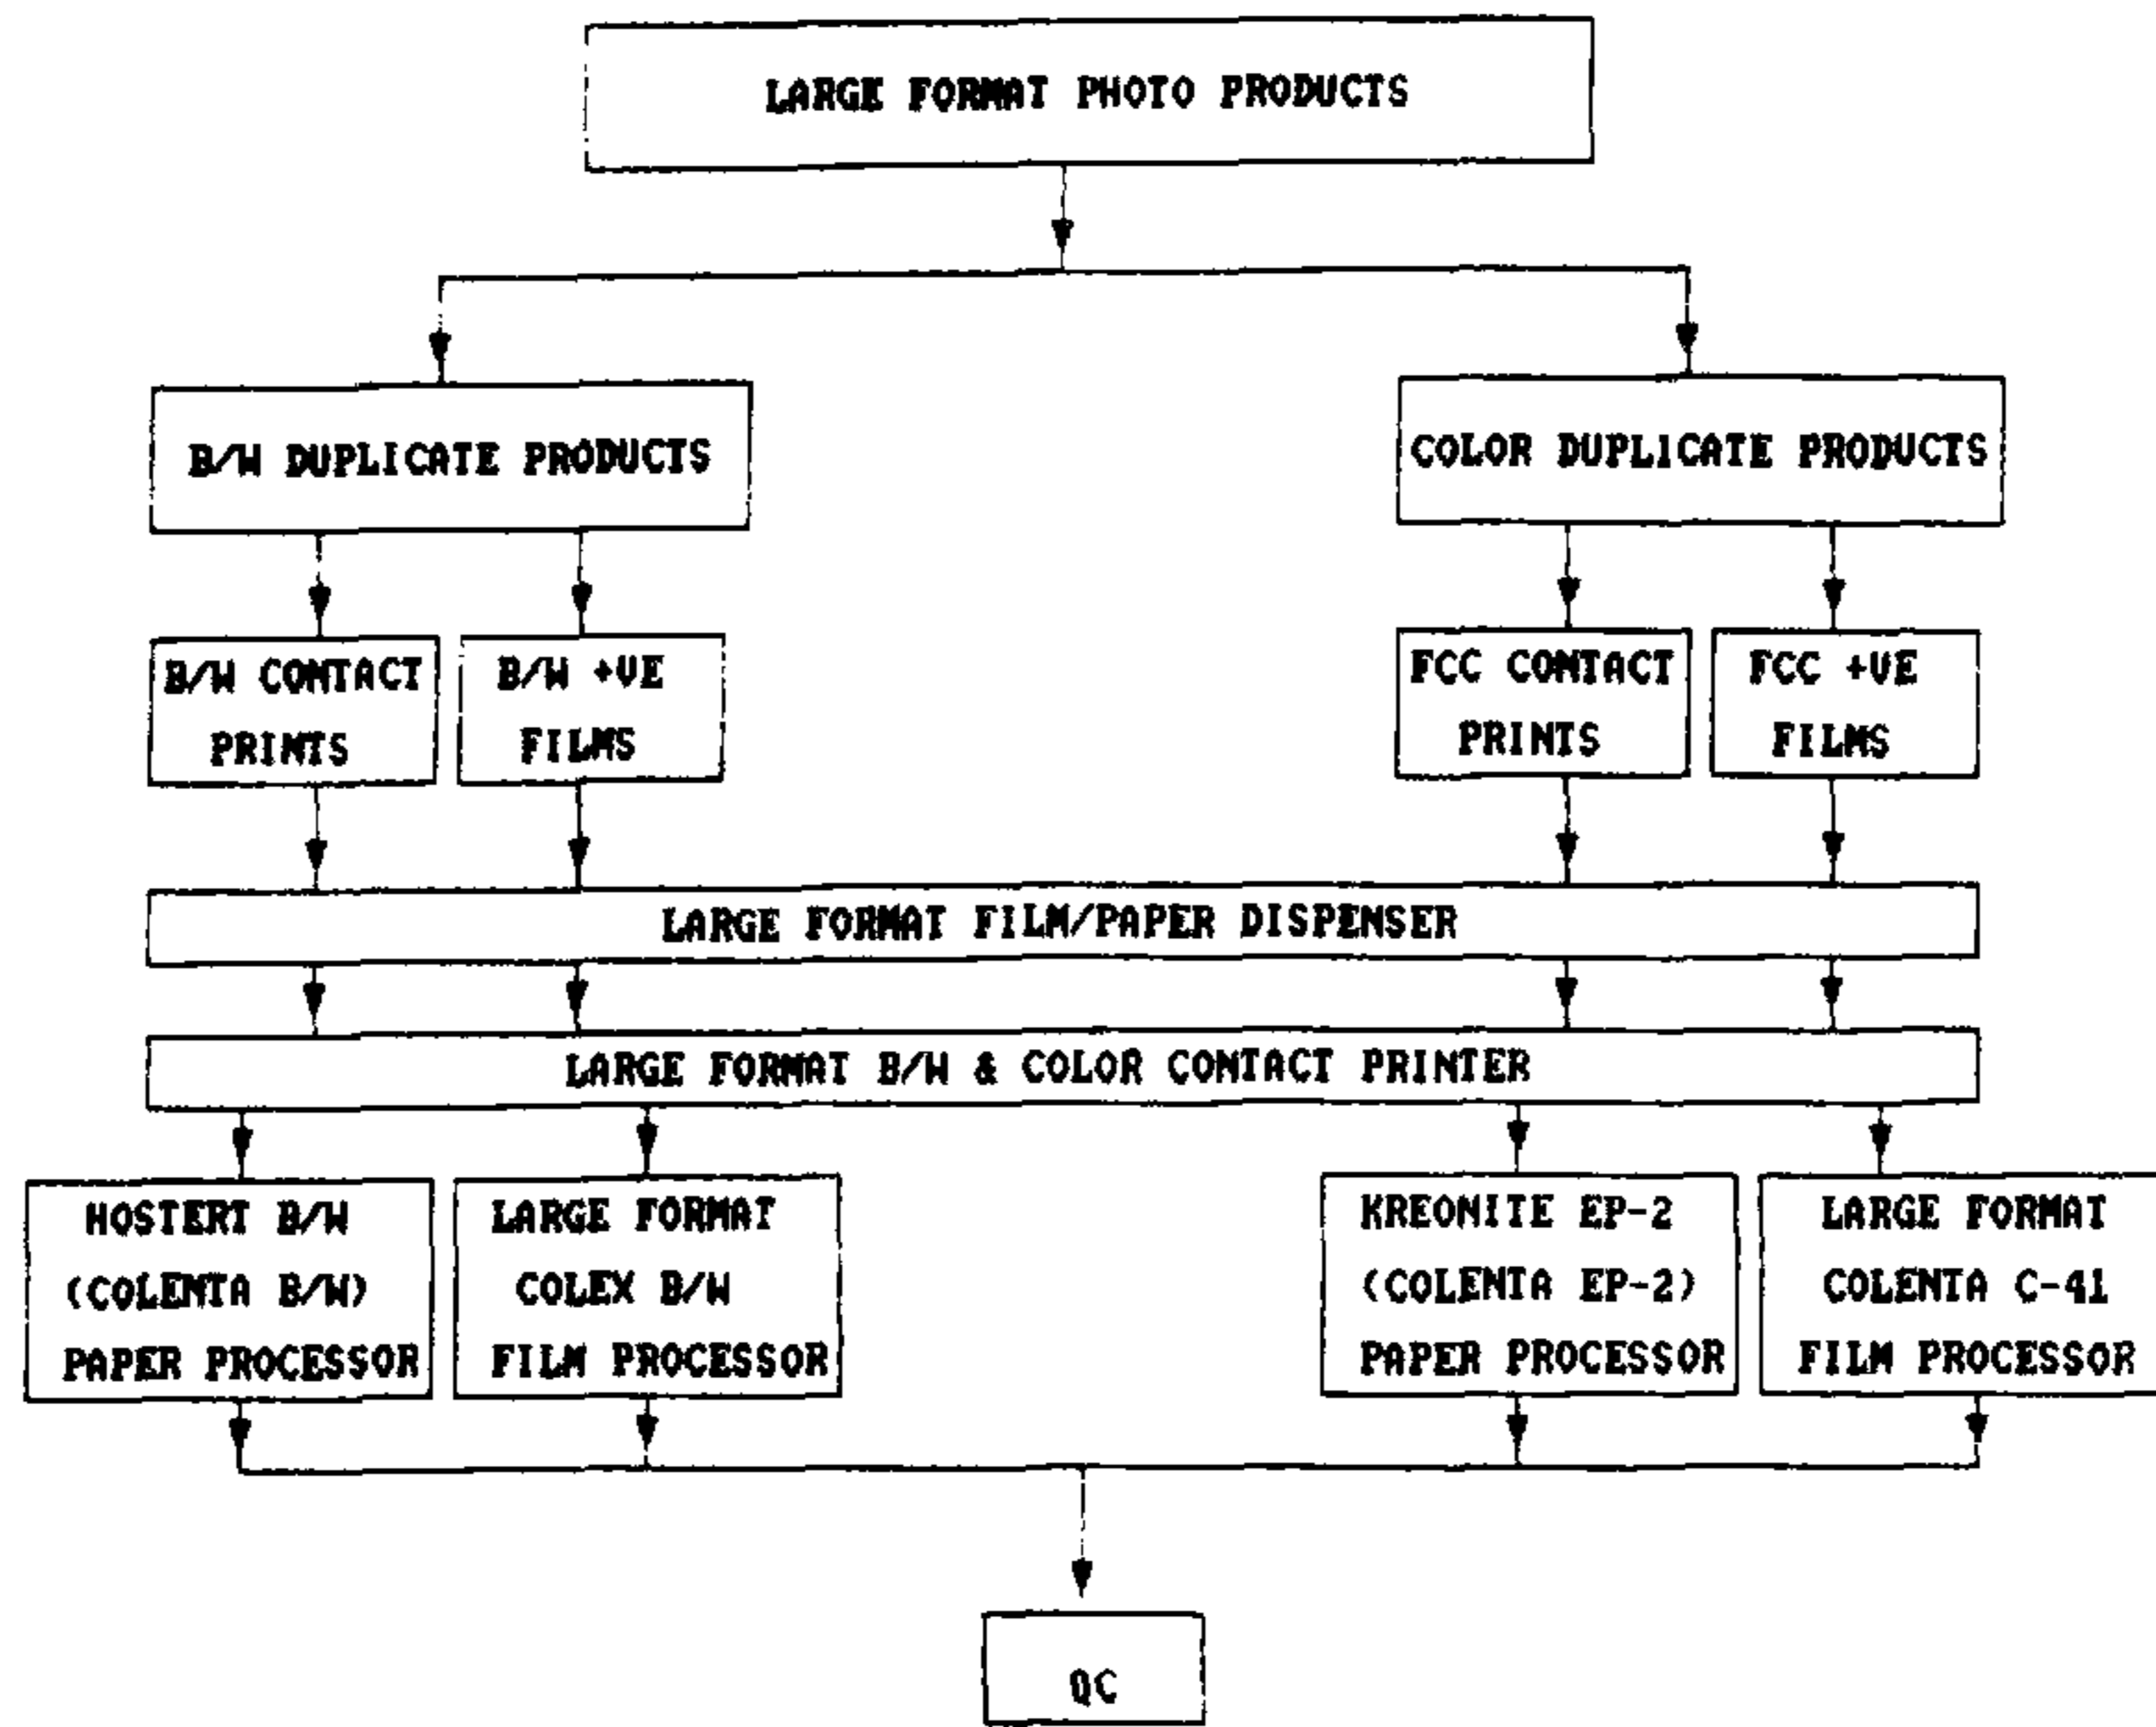 LARGE FORMAT PHOTO PRODUCTS
B/W DUPLICATE PRODUCTS
COLOR DUPLICATE PRODUCTS
B/W CONTACT
PRINTS
B/W +VE
FILMS
FCC CONTACT
PRINTS
FCC +VE
FILMS
LARGE FORMAT FILM/PAPER DISPENSER
LARGE FORMAT B/W & COLOR CONTACT PRINTER
HOSTERT B/W
(COLENTA B/W)
PAPER PROCESSOR
LARGE FORMAT
COLEX B/W
FILM PROCESSOR
KREONITE EP-2
(COLENTA EP-2)
PAPER PROCESSOR
LARGE FORMAT
COLENTA C-41
FILM PROCESSOR
QC